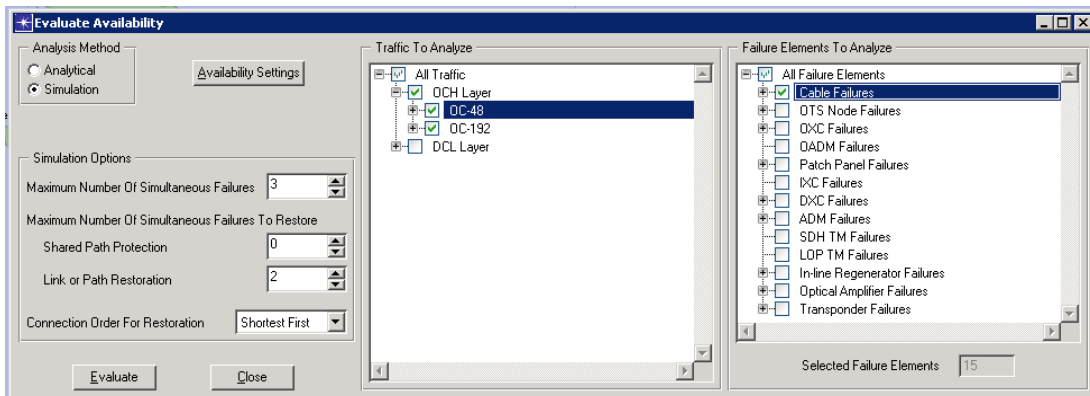 Evaluate Availability
Analysis Method
Analytical
Simulation
Availability Settings
Simulation Options
Maximum Number Of Simultaneous Failures 3
Maximum Number Of Simultaneous Failures To Restore
Shared Path Protection 0
Link or Path Restoration 2
Connection Order For Restoration Shortest First
Evaluate Close
Traffic To Analyze
All Traffic
OCH Layer
OC-48
OC-192
DCL Layer
Failure Elements To Analyze
All Failure Elements
Cable Failures
OTS Node Failures
OXC Failures
OADM Failures
Patch Panel Failures
IXC Failures
DXC Failures
ADM Failures
SDH TM Failures
LOP TM Failures
In-line Regenerator Failures
Optical Amplifier Failures
Transponder Failures
Selected Failure Elements 15